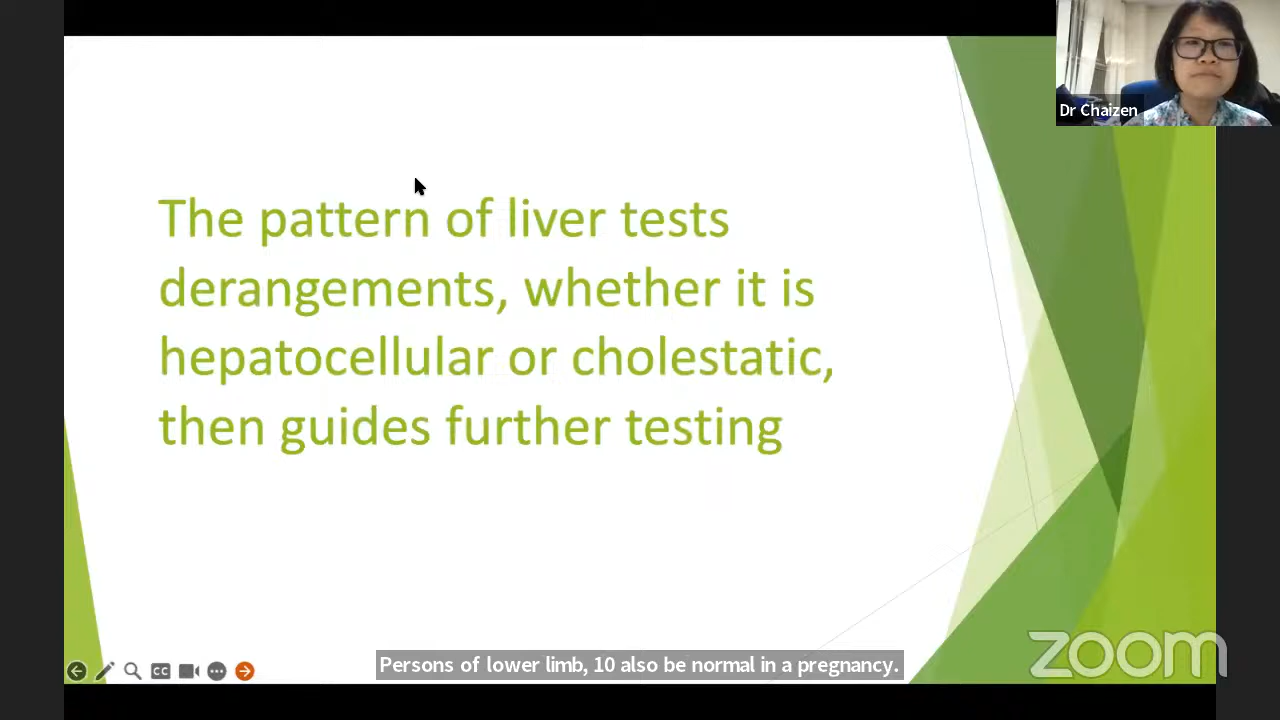 Dr Chaizen
The pattern of liver tests
derangements, whether it is
hepatocellular or cholestatic,
then guides further testing
CC
Persons of lower limb, 10 also be normal in a pregnancy.
zoom